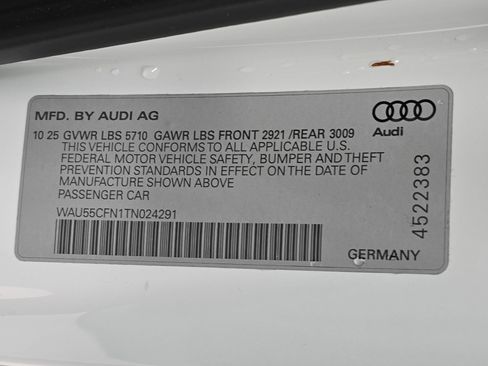 MFD. BY AUDI AG
10 25 GVWR LBS 5710 GAWR LBS FRONT 2921 /REAR 3009
THIS VEHICLE CONFORMS TO ALL APPLICABLE U.S.
FEDERAL MOTOR VEHICLE SAFETY, BUMPER AND THEFT
PREVENTION STANDARDS IN EFFECT ON THE DATE OF
MANUFACTURE SHOWN ABOVE
PASSENGER CAR
WAU55CFN1TN024291
Audi
4522383
GERMANY